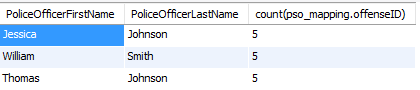 PoliceOfficerFirstName PoliceOfficerLastName count(pso_mapping.offenseID)
Jessica Johnson 5
William Smith 5
Thomas Johnson 5